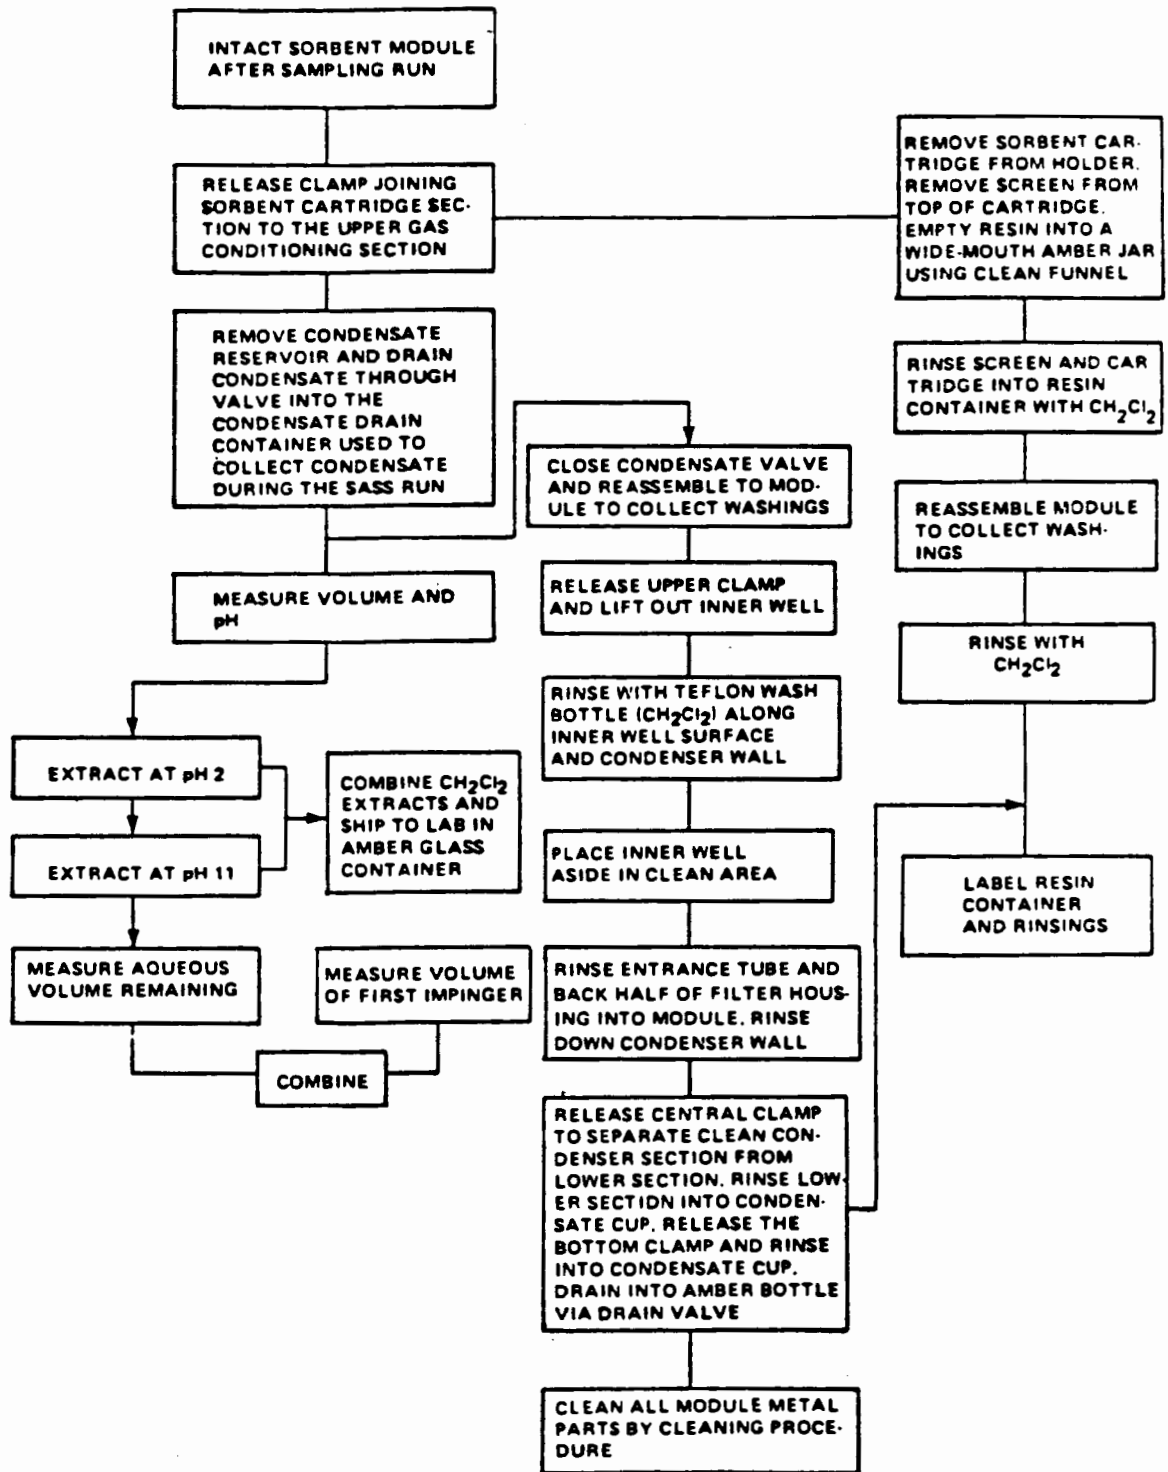 INTACT SORBENT MODULE
AFTER SAMPLING RUN
RELEASE CLAMP JOINING
SORBENT CARTRIDGE SEC-
TION TO THE UPPER GAS
CONDITIONING SECTION
REMOVE CONDENSATE
RESERVOIR AND DRAIN
CONDENSATE THROUGH
VALVE INTO THE
CONDENSATE DRAIN
CONTAINER USED TO
COLLECT CONDENSATE
DURING THE SASS RUN
MEASURE VOLUME AND
pH
EXTRACT AT pH 2
EXTRACT AT pH 11
COMBINE CH₂Cl₂
EXTRACTS AND
SHIP TO LAB IN
AMBER GLASS
CONTAINER
MEASURE AQUEOUS
VOLUME REMAINING
MEASURE VOLUME
OF FIRST IMPINGER
COMBINE
CLOSE CONDENSATE VALVE
AND REASSEMBLE TO MOD-
ULE TO COLLECT WASHINGS
RELEASE UPPER CLAMP
AND LIFT OUT INNER WELL
RINSE WITH TEFLON WASH
BOTTLE (CH₂Cl₂) ALONG
INNER WELL SURFACE
AND CONDENSER WALL
PLACE INNER WELL
ASIDE IN CLEAN AREA
RINSE ENTRANCE TUBE AND
BACK HALF OF FILTER HOUS-
ING INTO MODULE. RINSE
DOWN CONDENSER WALL
RELEASE CENTRAL CLAMP
TO SEPARATE CLEAN CON-
DENSER SECTION FROM
LOWER SECTION. RINSE LOW-
ER SECTION INTO CONDEN-
SATE CUP. RELEASE THE
BOTTOM CLAMP AND RINSE
INTO CONDENSATE CUP.
DRAIN INTO AMBER BOTTLE
VIA DRAIN VALVE
CLEAN ALL MODULE METAL
PARTS BY CLEANING PROCE-
DURE
REMOVE SORBENT CAR-
TRIDGE FROM HOLDER.
REMOVE SCREEN FROM
TOP OF CARTRIDGE.
EMPTY RESIN INTO A
WIDE-MOUTH AMBER JAR
USING CLEAN FUNNEL
RINSE SCREEN AND CAR
TRIDGE INTO RESIN
CONTAINER WITH CH₂Cl₂
REASSEMBLE MODULE
TO COLLECT WASH-
INGS
RINSE WITH
CH₂Cl₂
LABEL RESIN
CONTAINER
AND RINSINGS